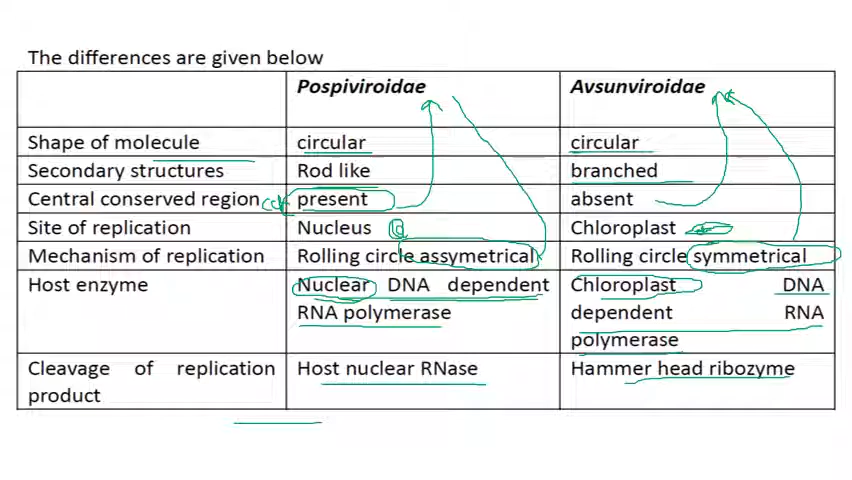 The differences are given below
Pospiviroidae Avsunviroidae
Shape of molecule circular circular
Secondary structures Rod like branched
Central conserved region present absent
Site of replication Nucleus Chloroplast
Mechanism of replication Rolling circle assymetrical Rolling circle symmetrical
Host enzyme Nuclear DNA dependent Chloroplast DNA
RNA polymerase dependent RNA
polymerase
Cleavage of replication Host nuclear RNase Hammer head ribozyme
product